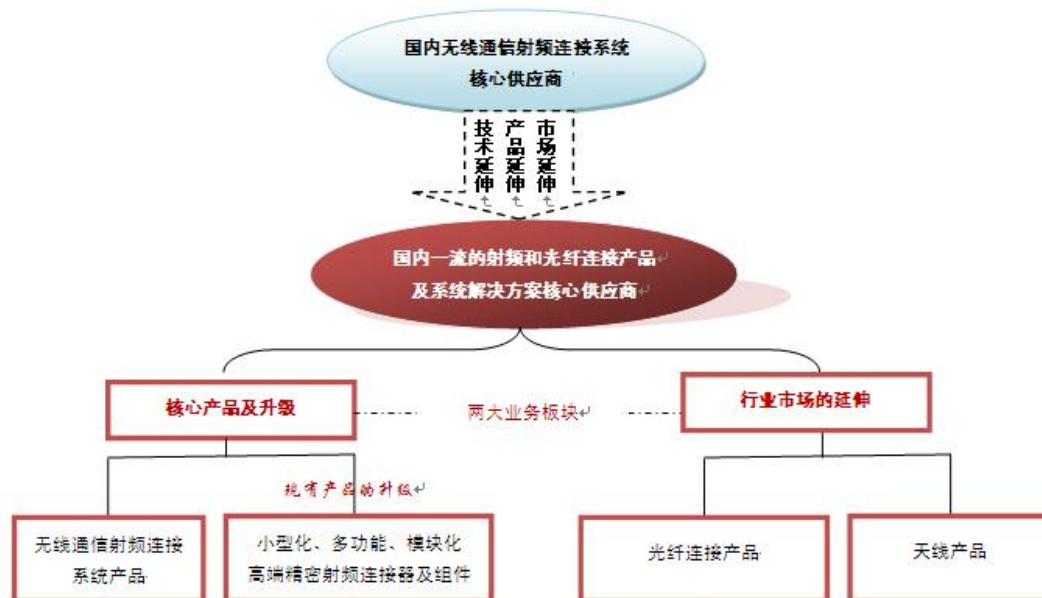 国内无线通信射频连接系统
核心供应商
技术延伸
产品延伸
市场延伸
国内一流的射频和光纤连接产品
及系统解决方案核心供应商
核心产品及升级
两大业务板块
行业市场的延伸
现有产品的升级
无线通信射频连接
系统产品
小型化、多功能、模块化
高端精密射频连接器及组件
光纤连接产品
天线产品